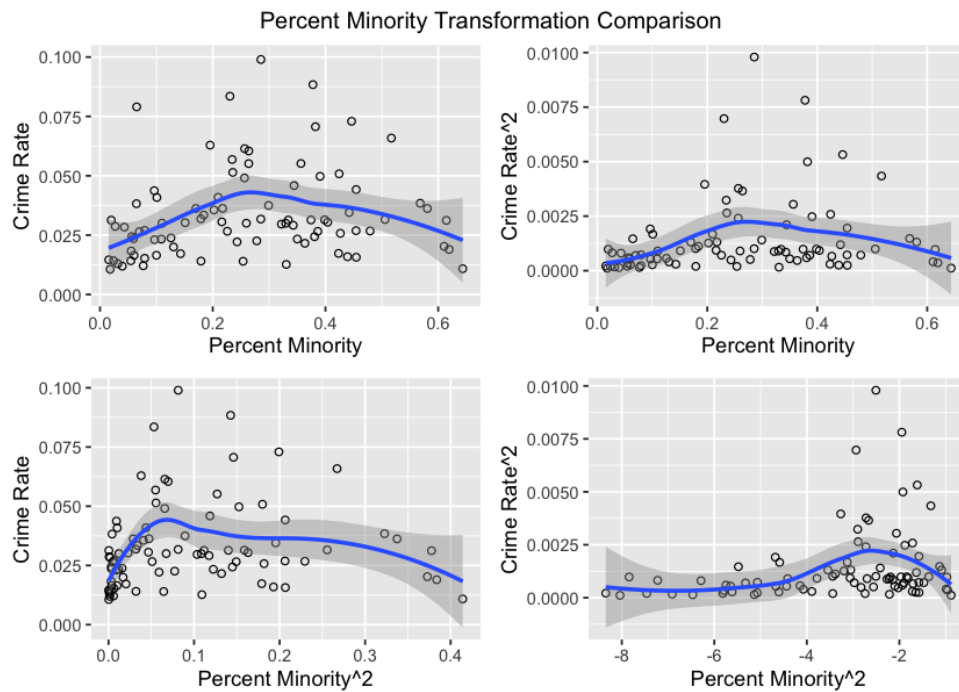 Percent Minority Transformation Comparison
0.100
0.075
0.050
0.025
0.000
Crime Rate
0.0 0.2 0.4 0.6
Percent Minority
0.0100
0.0075
0.0050
0.0025
0.0000
Crime Rate^2
0.0 0.2 0.4 0.6
Percent Minority
0.100
0.075
0.050
0.025
0.000
Crime Rate
0.0 0.1 0.2 0.3 0.4
Percent Minority^2
0.0100
0.0075
0.0050
0.0025
0.0000
Crime Rate^2
-8 -6 -4 -2
Percent Minority^2